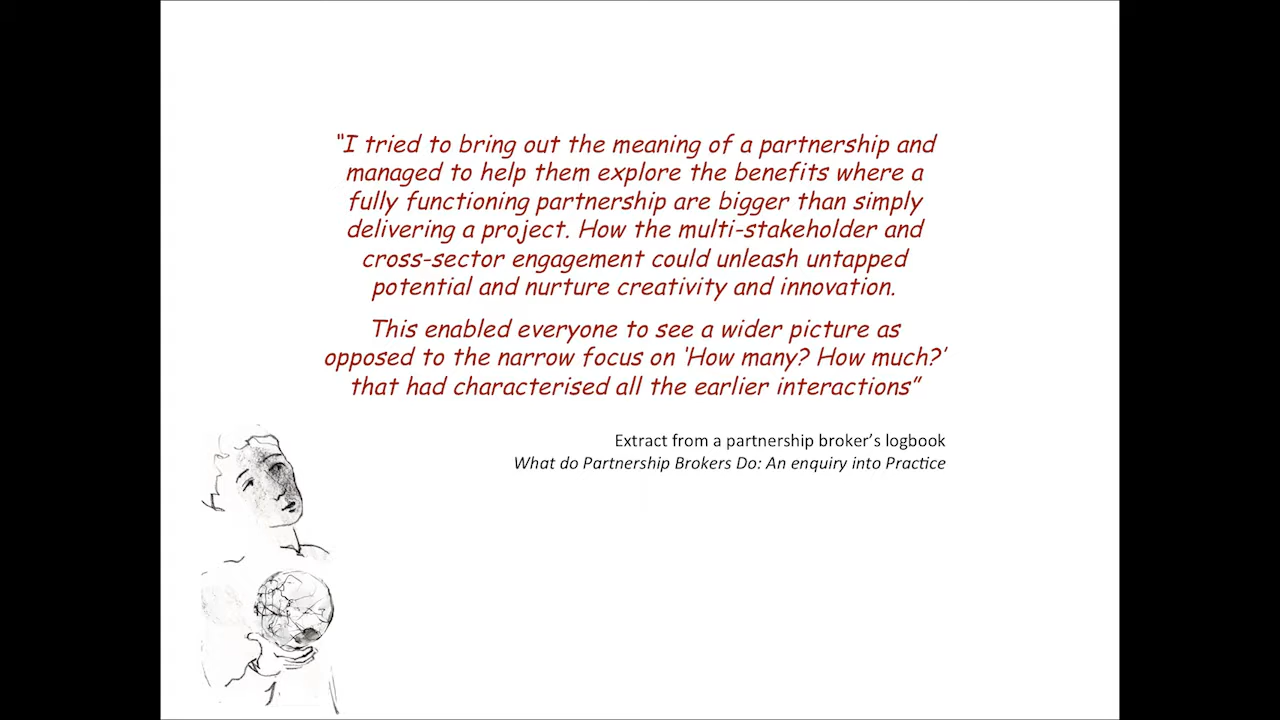 “I tried to bring out the meaning of a partnership and
managed to help them explore the benefits where a
fully functioning partnership are bigger than simply
delivering a project. How the multi-stakeholder and
cross-sector engagement could unleash untapped
potential and nurture creativity and innovation.
This enabled everyone to see a wider picture as
opposed to the narrow focus on ‘How many? How much?’
that had characterised all the earlier interactions”
Extract from a partnership broker’s logbook
What do Partnership Brokers Do: An enquiry into Practice